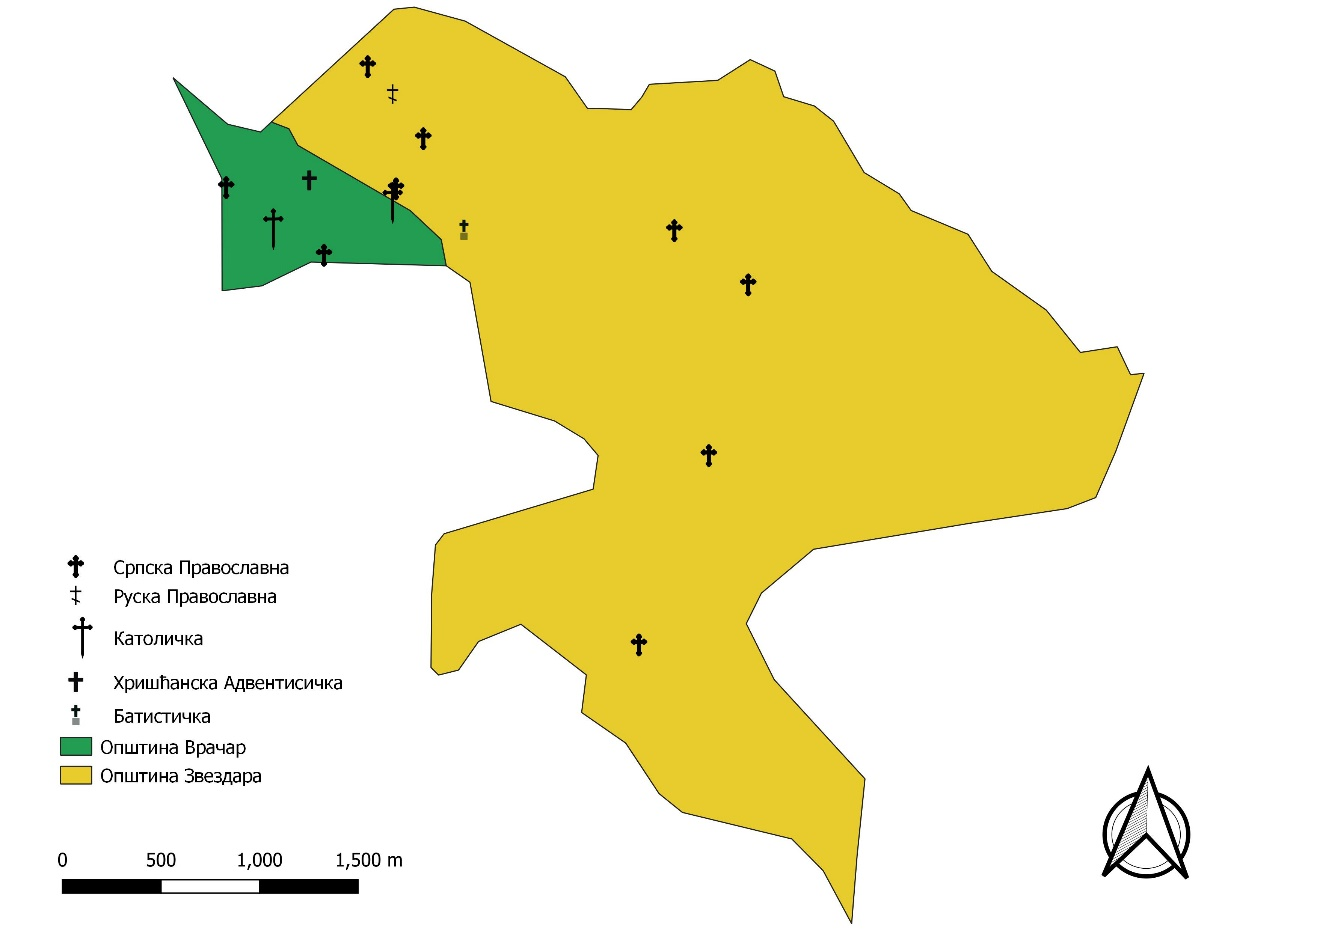 Српска Православна
Руска Православна
Католичка
Хришћанска Адвентисичка
Батистичка
Општина Врачар
Општина Звездара
0 500 1,000 1,500 m